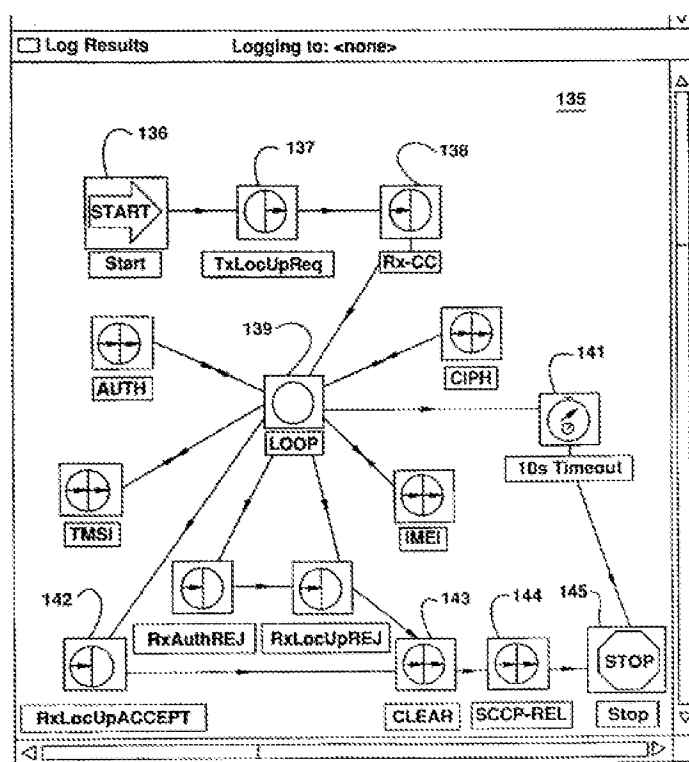 Log Results Logging to: <none>
135
136
137
138
START
Start
TxLocUpReq
Rx-CC
139
141
AUTH
CIPH
LOOP
10s Timeout
TMSI
IMEI
142
143
144
145
RxAuthREJ
RxLocUpREJ
STOP
RxLocUpACCEPT
CLEAR
SCCP-REL
Stop